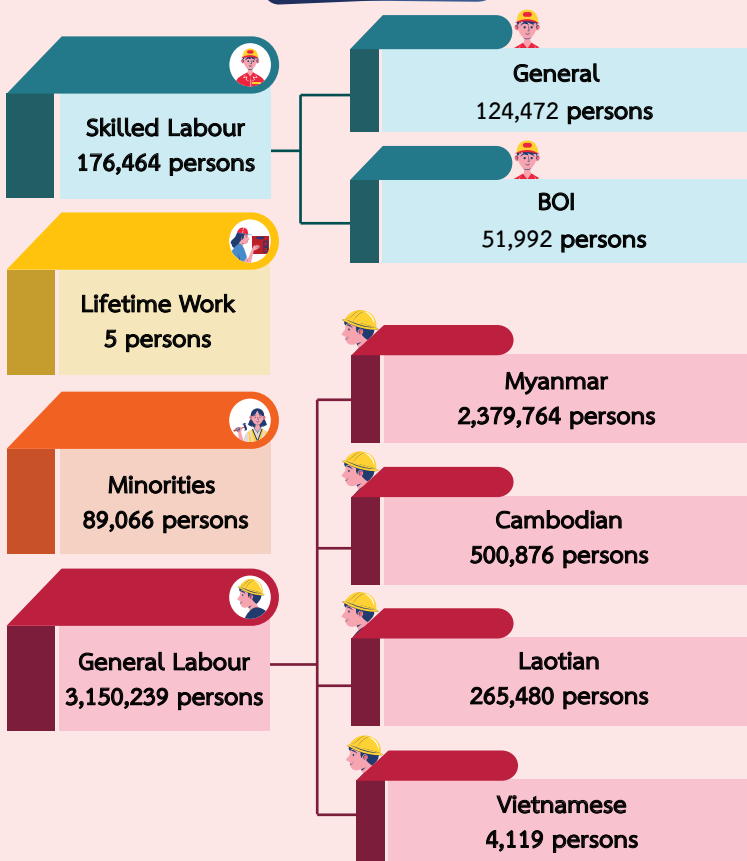 Skilled Labour
176,464 persons
General
124,472 persons
BOI
51,992 persons
Lifetime Work
5 persons
Minorities
89,066 persons
General Labour
3,150,239 persons
Myanmar
2,379,764 persons
Cambodian
500,876 persons
Laotian
265,480 persons
Vietnamese
4,119 persons